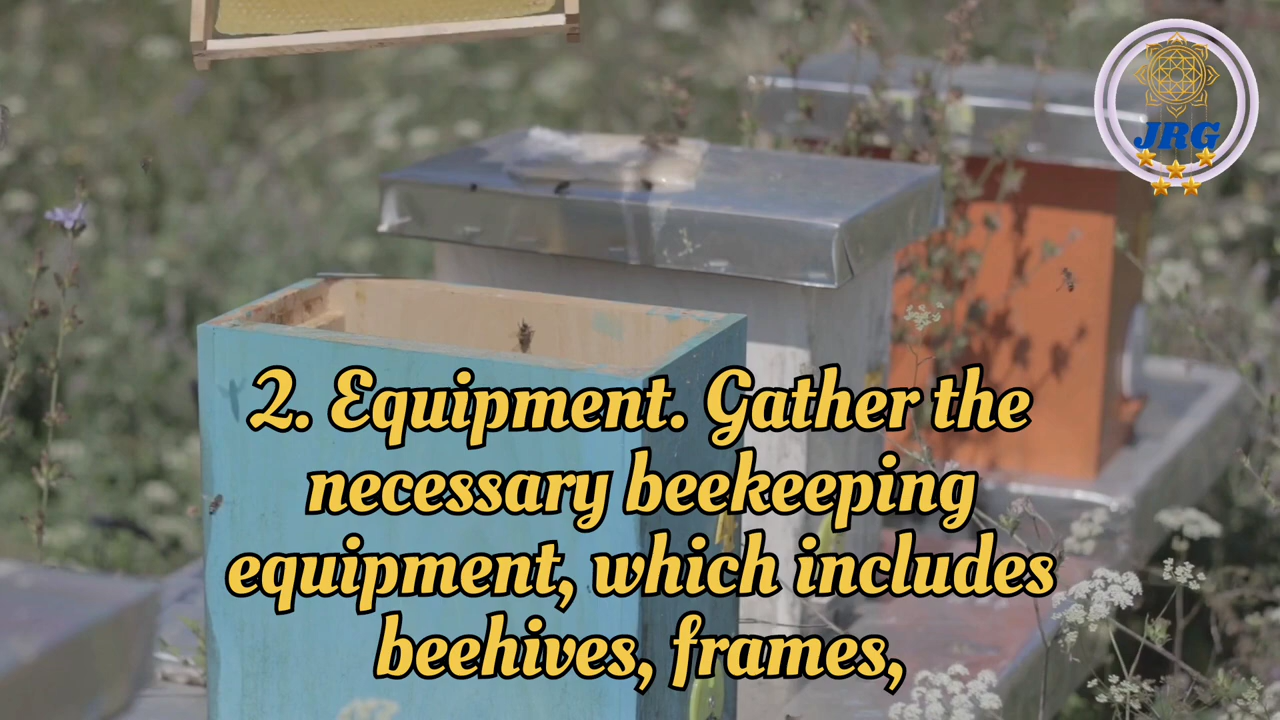 JRG
2. Equipment. Gather the
necessary beekeeping
equipment, which includes
beehives, frames,